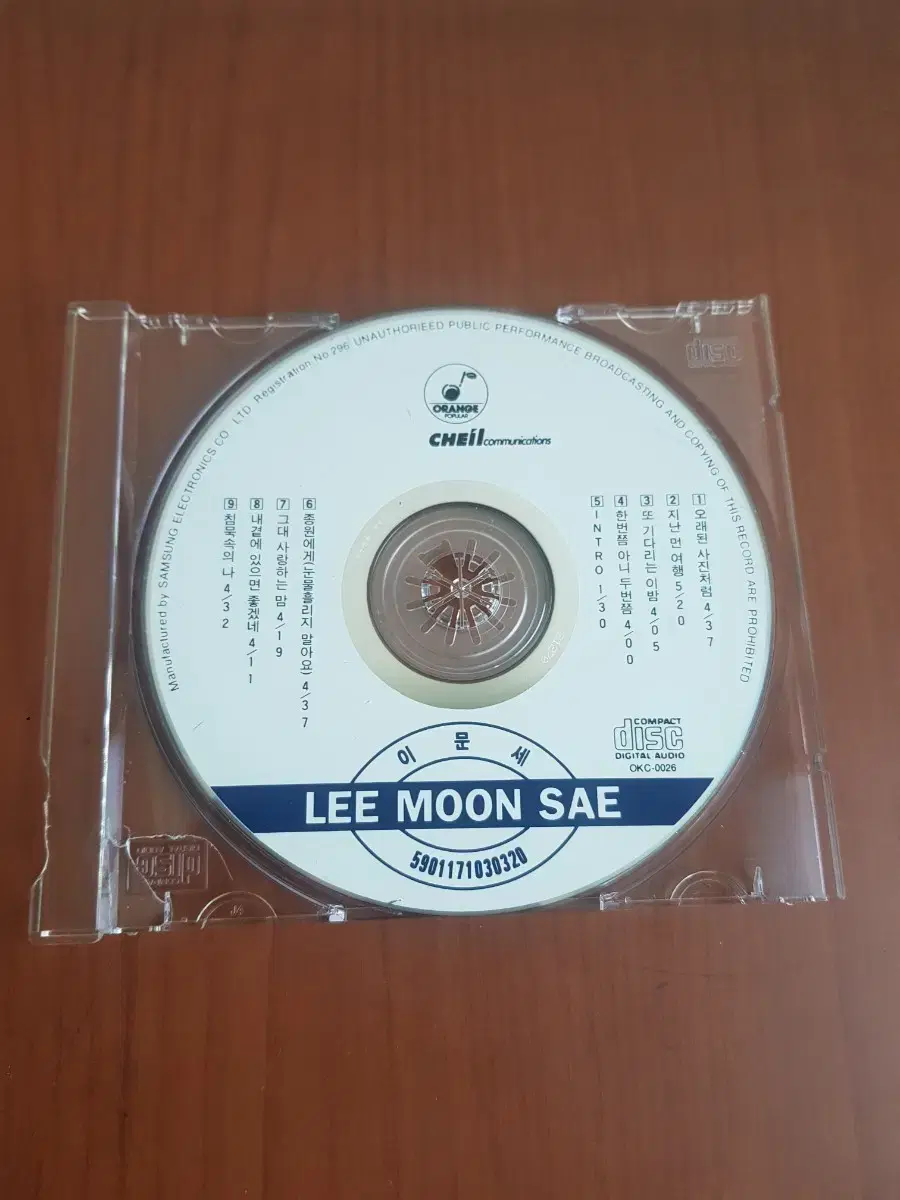 Manufactured by SAMSUNG ELECTRONICS CO LTD Registration No 296 UNAUTHORIEED PUBLIC PERFORMANCE BROADCASTING AND COPYING OF THIS RECORD ARE PROHIBITED
ORANGE
POPULAR
CHEil communications
1 오래된 사진처럼 4/37
2 지난 먼 여행 5/20
3 또 기다리는 이밤 4/05
4 한번쯤 아니 두번쯤 4/00
5 INTRO 1/30
6 종원에게(눈물흘리지 말아요) 4/37
7 그대 사랑하는 맘 4/19
8 내곁에 있으면 좋겠네 4/11
9 침묵속의 나 4/32
COMPACT
disc
DIGITAL AUDIO
OKC-0026
이 문 세
LEE MOON SAE
5901171030320
disc